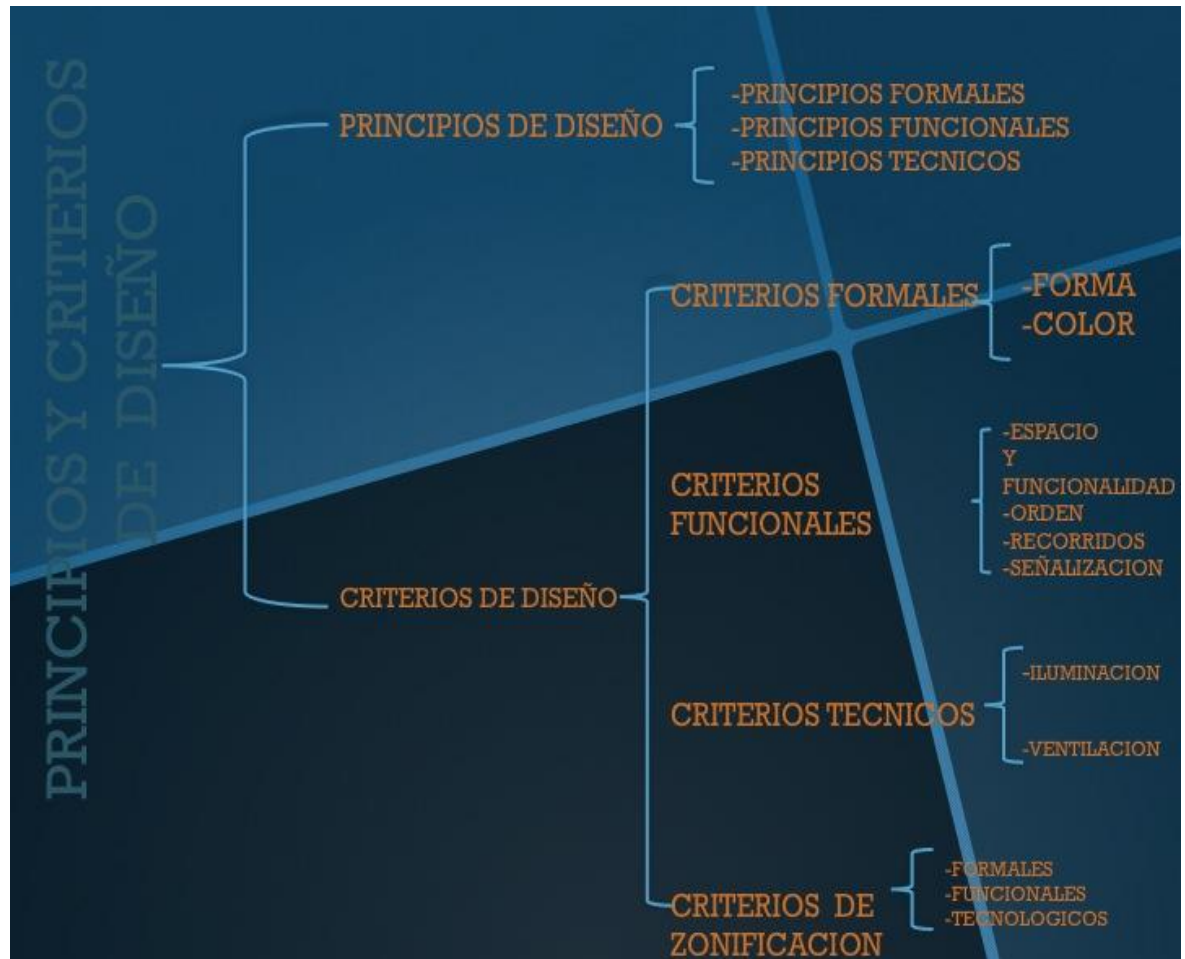 PRINCIPIOS Y CRITERIOS
DE DISEÑO
PRINCIPIOS DE DISEÑO
-PRINCIPIOS FORMALES
-PRINCIPIOS FUNCIONALES
-PRINCIPIOS TECNICOS
CRITERIOS DE DISEÑO
CRITERIOS FORMALES
-FORMA
-COLOR
CRITERIOS
FUNCIONALES
-ESPACIO
Y
FUNCIONALIDAD
-ORDEN
-RECORRIDOS
-SEÑALIZACION
CRITERIOS TECNICOS
-ILUMINACION
-VENTILACION
CRITERIOS DE
ZONIFICACION
-FORMALES
-FUNCIONALES
-TECNOLOGICOS